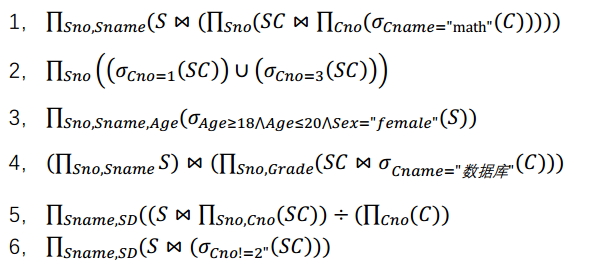 1, ∏Sno,Sname(S ⋈ (∏Sno(SC ⋈ ∏Cno(σCname="math"(C)))))
2, ∏Sno((σCno=1(SC)) ∪ (σCno=3(SC)))
3, ∏Sno,Sname,Age(σAge≥18⋀Age≤20⋀Sex="female"(S))
4, (∏Sno,Sname S) ⋈ (∏Sno,Grade(SC ⋈ σCname="数据库"(C)))
5, ∏Sname,SD((S ⋈ ∏Sno,Cno(SC)) ÷ (∏Cno(C))
6, ∏Sname,SD(S ⋈ (σCno!=2"(SC)))